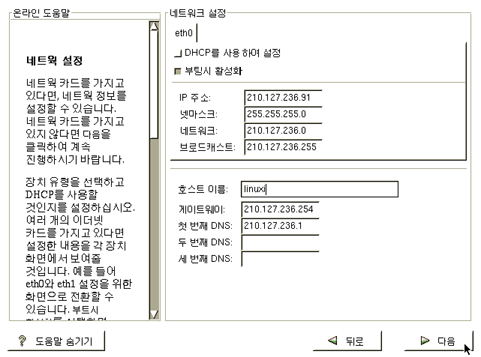 온라인 도움말
네트웍 설정
네트웍 카드를 가지고
있다면, 네트웍 정보를
설정할 수 있습니다.
네트웍 카드를 가지고
있지 않다면 다음을
클릭하여 계속
진행하시기 바랍니다.
장치 유형을 선택하고
DHCP를 사용할
것인지를 설정하십시오.
여러 개의 이더넷
카드를 가지고 있다면
설정한 내용을 각 장치
화면에서 보여줄
것입니다. 예를 들어
eth0와 eth1 설정을 위한
화면으로 전환할 수
있습니다. 부트시
네트워크 설정
eth0
DHCP를 사용하여 설정
부팅시 활성화
IP 주소: 210.127.236.91
넷마스크: 255.255.255.0
네트워크: 210.127.236.0
브로드캐스트: 210.127.236.255
호스트 이름: linuxi
게이트웨이: 210.127.236.254
첫 번째 DNS: 210.127.236.1
두 번째 DNS:
세 번째 DNS:
도움말 숨기기
뒤로
다음